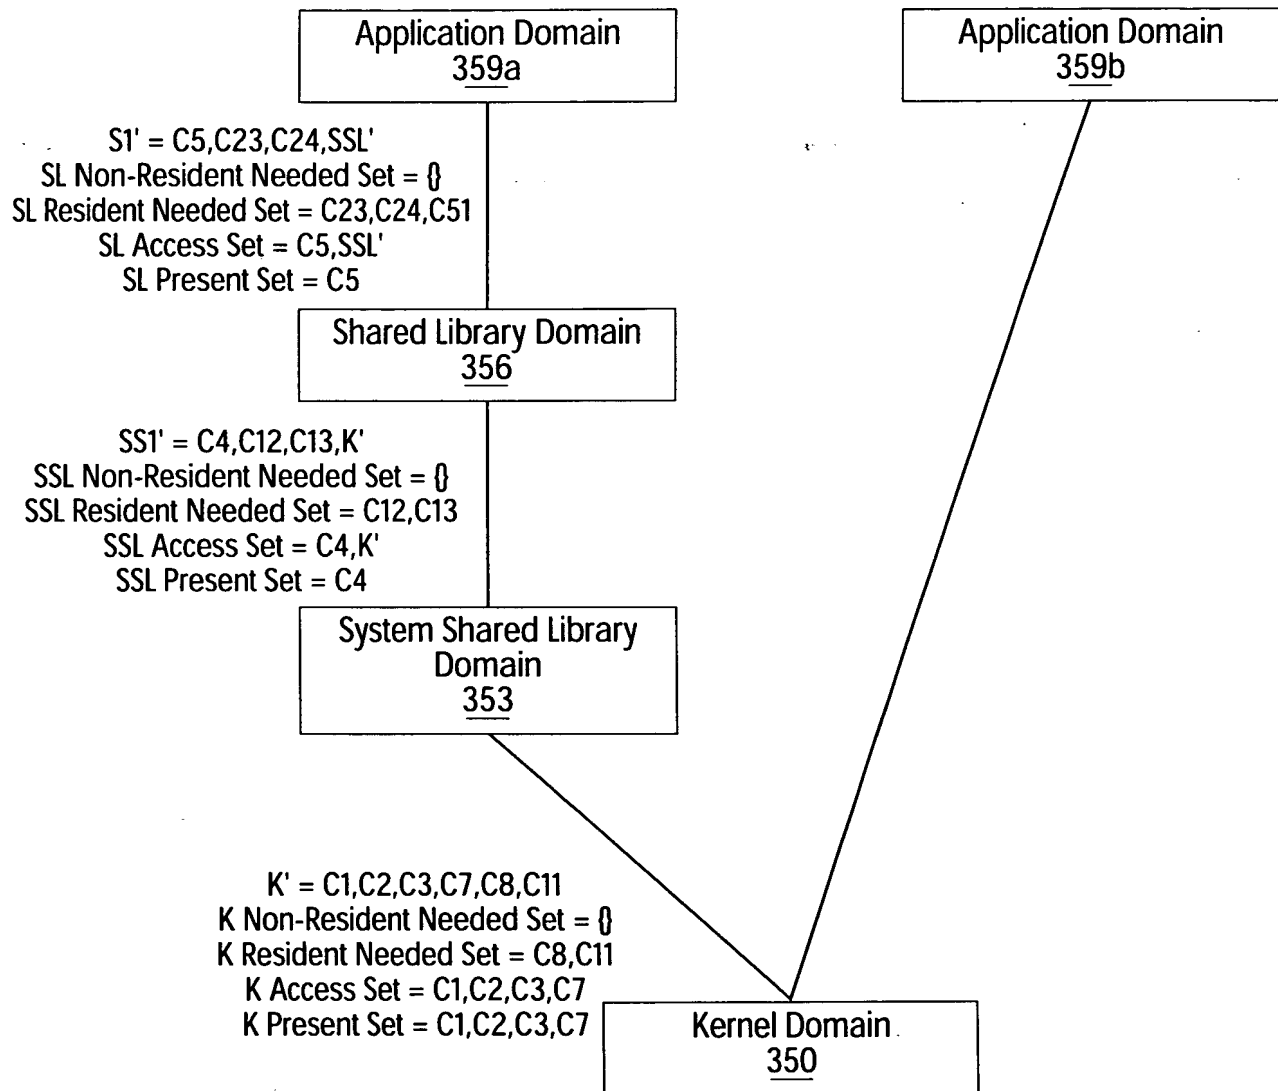 Application Domain
359a
Application Domain
359b
S1' = C5,C23,C24,SSL'
SL Non-Resident Needed Set = {}
SL Resident Needed Set = C23,C24,C51
SL Access Set = C5,SSL'
SL Present Set = C5
Shared Library Domain
356
SS1' = C4,C12,C13,K'
SSL Non-Resident Needed Set = {}
SSL Resident Needed Set = C12,C13
SSL Access Set = C4,K'
SSL Present Set = C4
System Shared Library
Domain
353
K' = C1,C2,C3,C7,C8,C11
K Non-Resident Needed Set = {}
K Resident Needed Set = C8,C11
K Access Set = C1,C2,C3,C7
K Present Set = C1,C2,C3,C7
Kernel Domain
350